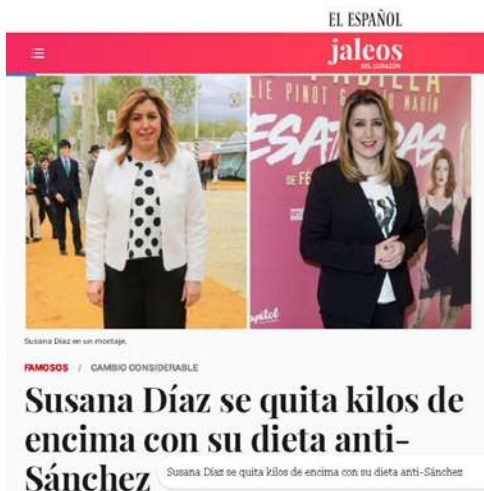 EL ESPAÑOL
jaleos
DEL CORAZÓN
Susana Díaz en un montaje.
FAMOSOS / CAMBIO CONSIDERABLE
Susana Díaz se quita kilos de
encima con su dieta anti-
Sánchez
Susana Díaz se quita kilos de encima con su dieta anti-Sánchez